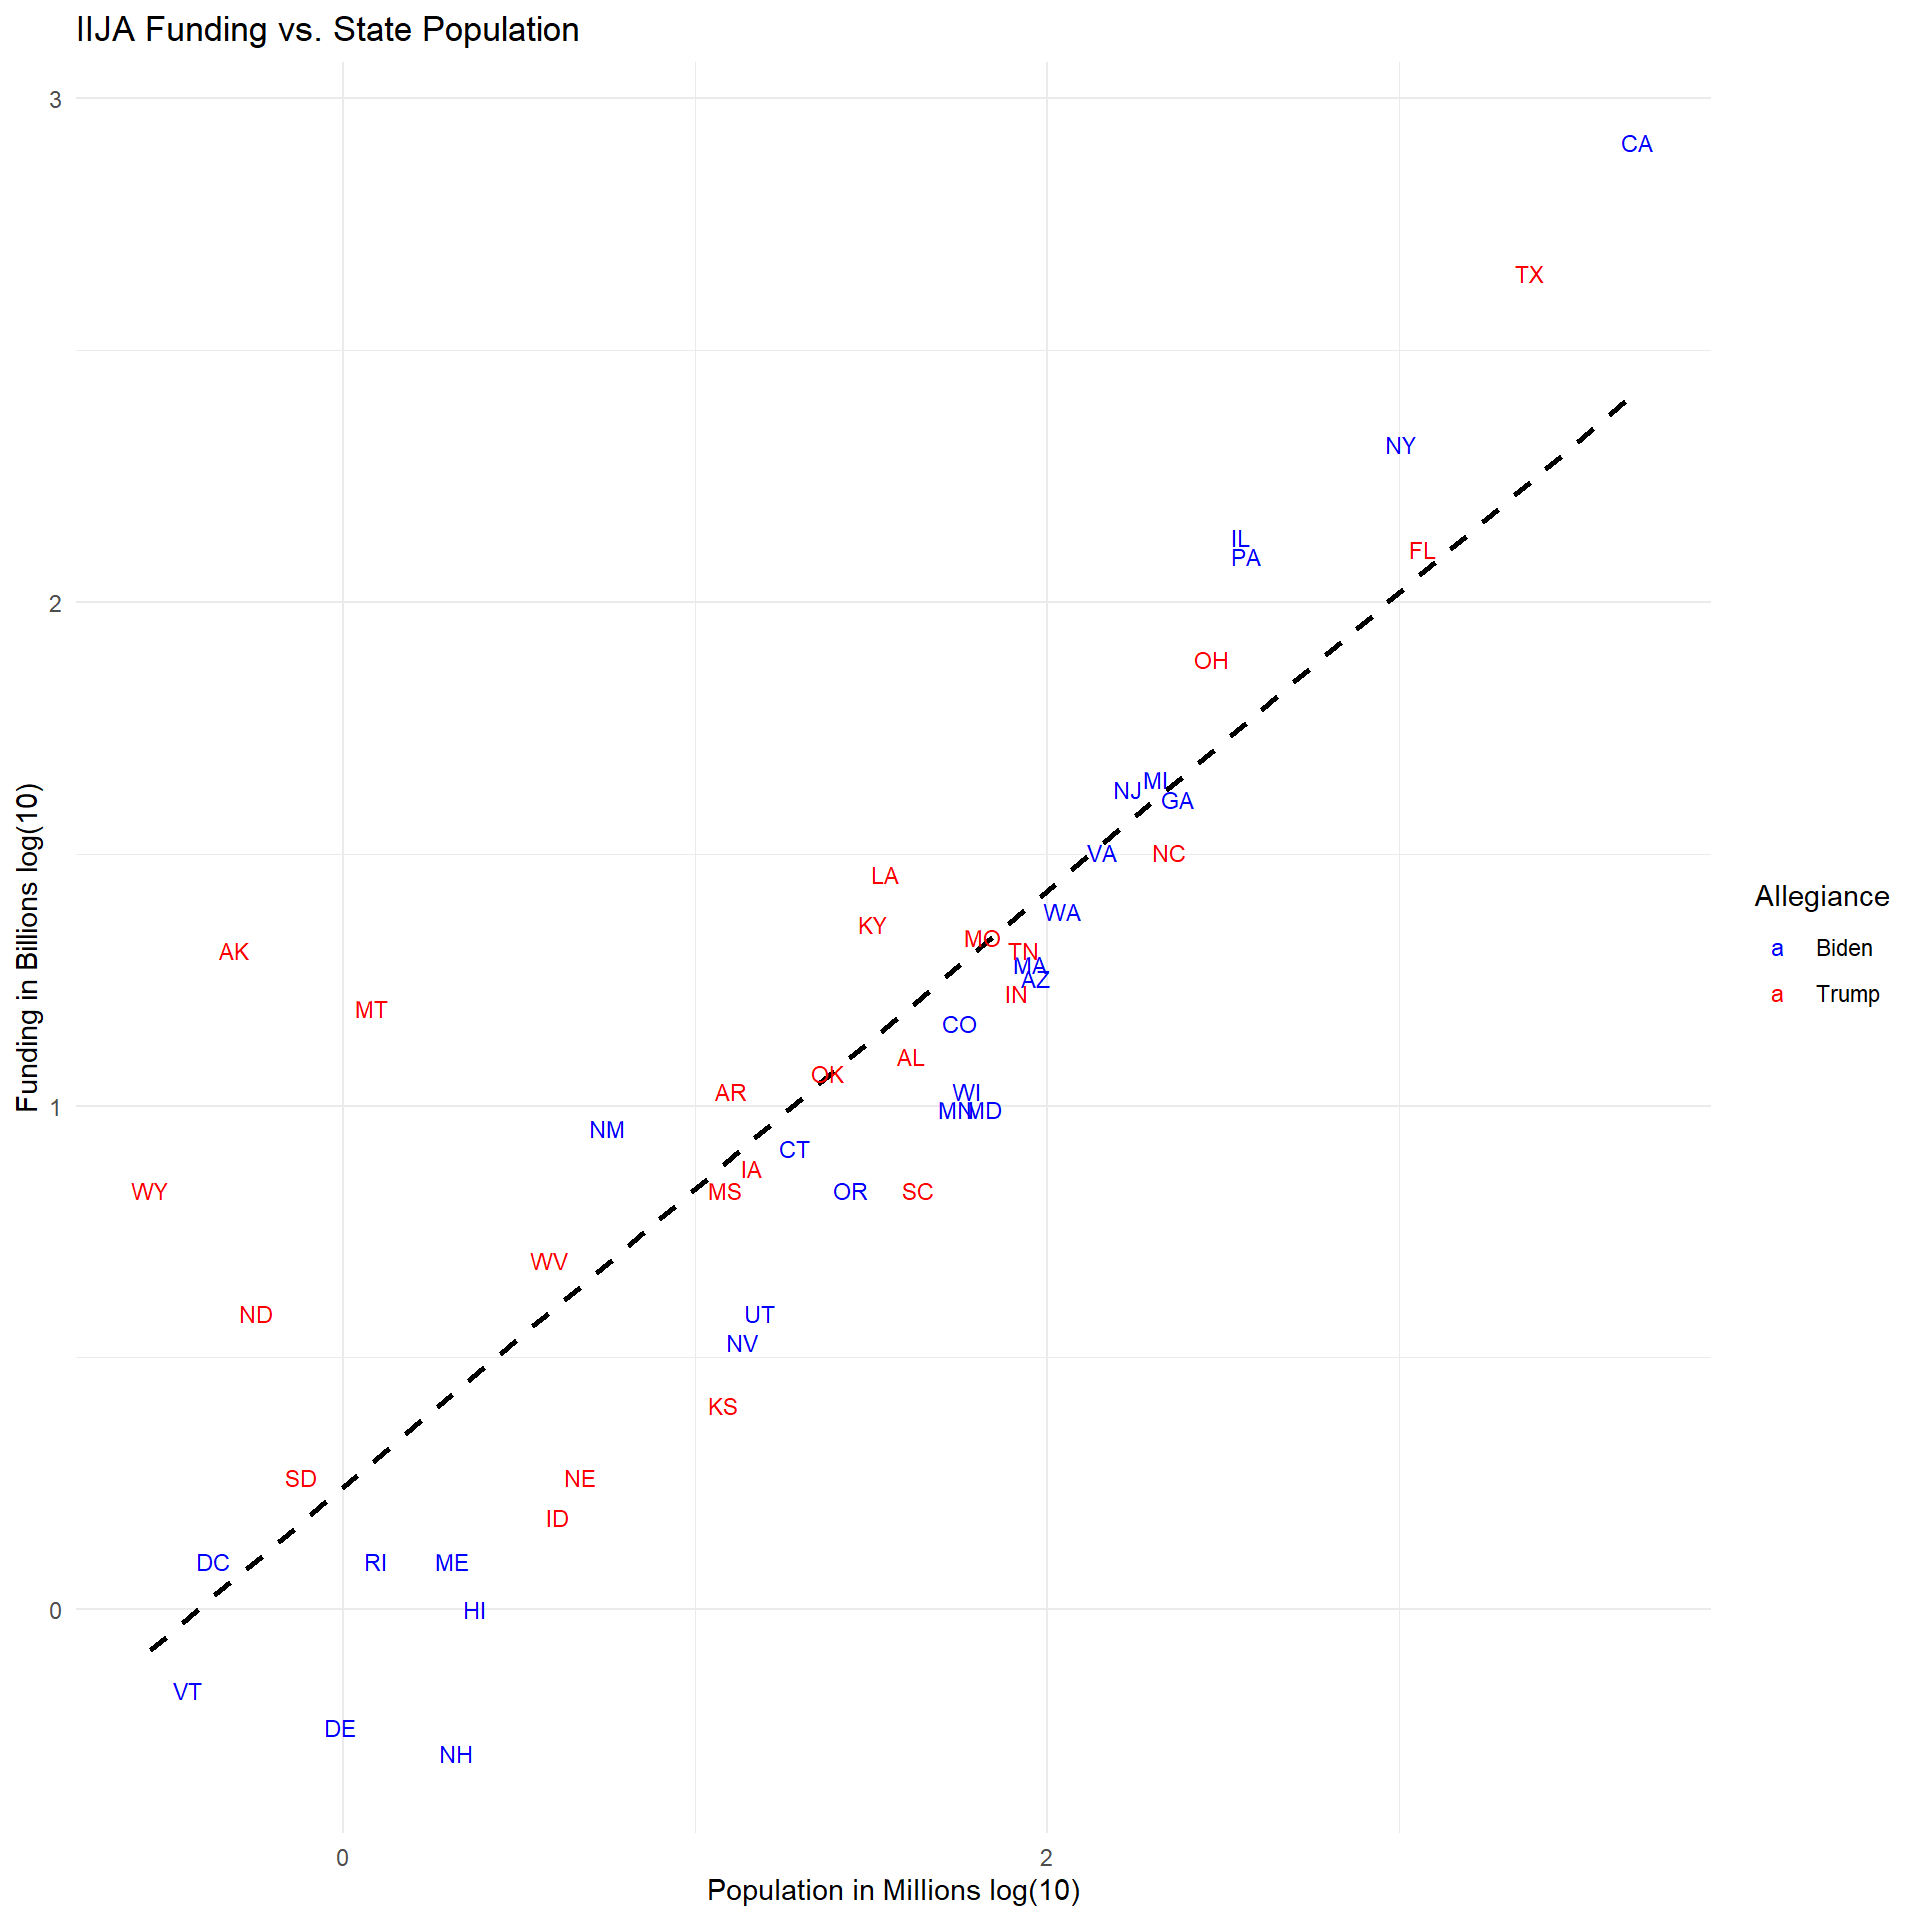 IIJA Funding vs. State Population
3
CA
TX
NY
IL
PA
FL
2
OH
MI
NJ
GA
VA
NC
LA
WA
KY
MO
AK
TN
MA
AZ
IN
MT
CO
AL
OK
AR
WI
1
MN
MD
NM
CT
IA
WY
MS
OR
SC
WV
ND
UT
NV
KS
SD
NE
ID
DC
RI
ME
0
HI
VT
DE
NH
0
2
Population in Millions log(10)
Funding in Billions log(10)
Allegiance
a Biden
a Trump